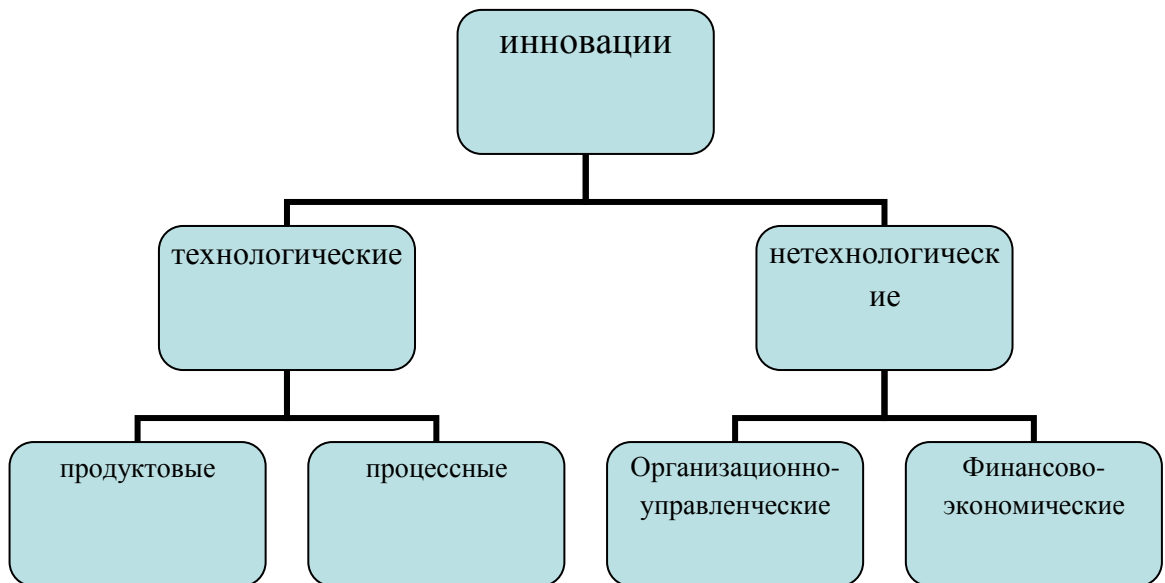 инновации
технологические
нетехнологическ
ие
продуктовые
процессные
Организационно-
управленческие
Финансово-
экономические